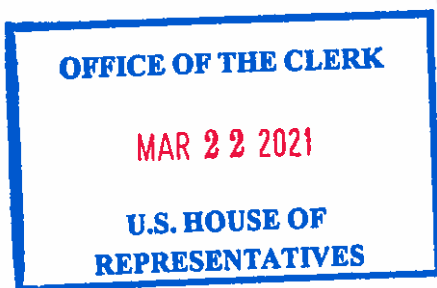 OFFICE OF THE CLERK
MAR 22 2021
U.S. HOUSE OF
REPRESENTATIVES